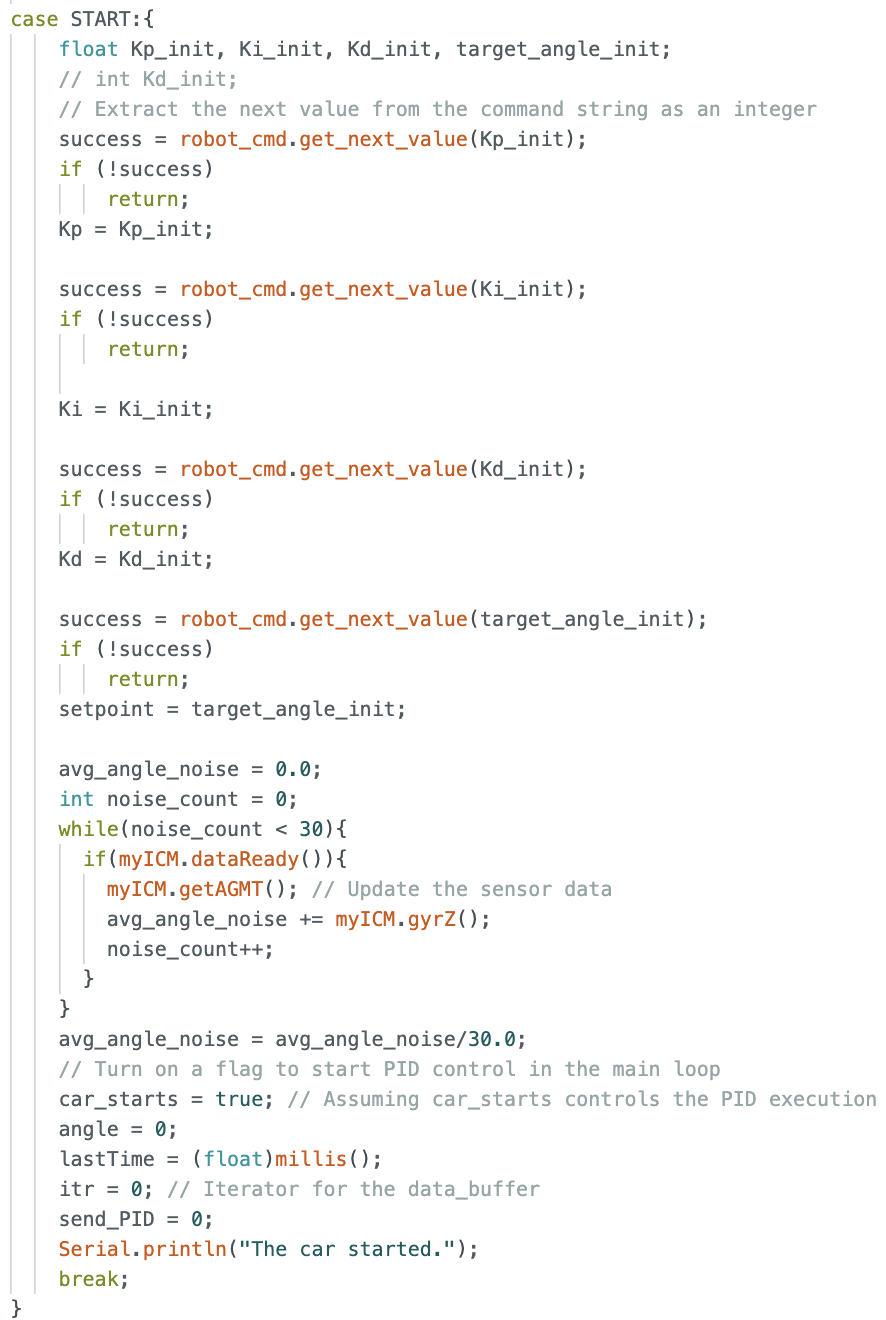 case START:{
    float Kp_init, Ki_init, Kd_init, target_angle_init;
    // int Kd_init;
    // Extract the next value from the command string as an integer
    success = robot_cmd.get_next_value(Kp_init);
    if (!success)
        return;
    Kp = Kp_init;

    success = robot_cmd.get_next_value(Ki_init);
    if (!success)
        return;

    Ki = Ki_init;

    success = robot_cmd.get_next_value(Kd_init);
    if (!success)
        return;
    Kd = Kd_init;

    success = robot_cmd.get_next_value(target_angle_init);
    if (!success)
        return;
    setpoint = target_angle_init;

    avg_angle_noise = 0.0;
    int noise_count = 0;
    while(noise_count < 30){
      if(myICM.dataReady()){
        myICM.getAGMT(); // Update the sensor data
        avg_angle_noise += myICM.gyrZ();
        noise_count++;
      }
    }
    avg_angle_noise = avg_angle_noise/30.0;
    // Turn on a flag to start PID control in the main loop
    car_starts = true; // Assuming car_starts controls the PID execution
    angle = 0;
    lastTime = (float)millis();
    itr = 0; // Iterator for the data_buffer
    send_PID = 0;
    Serial.println("The car started.");
    break;
}